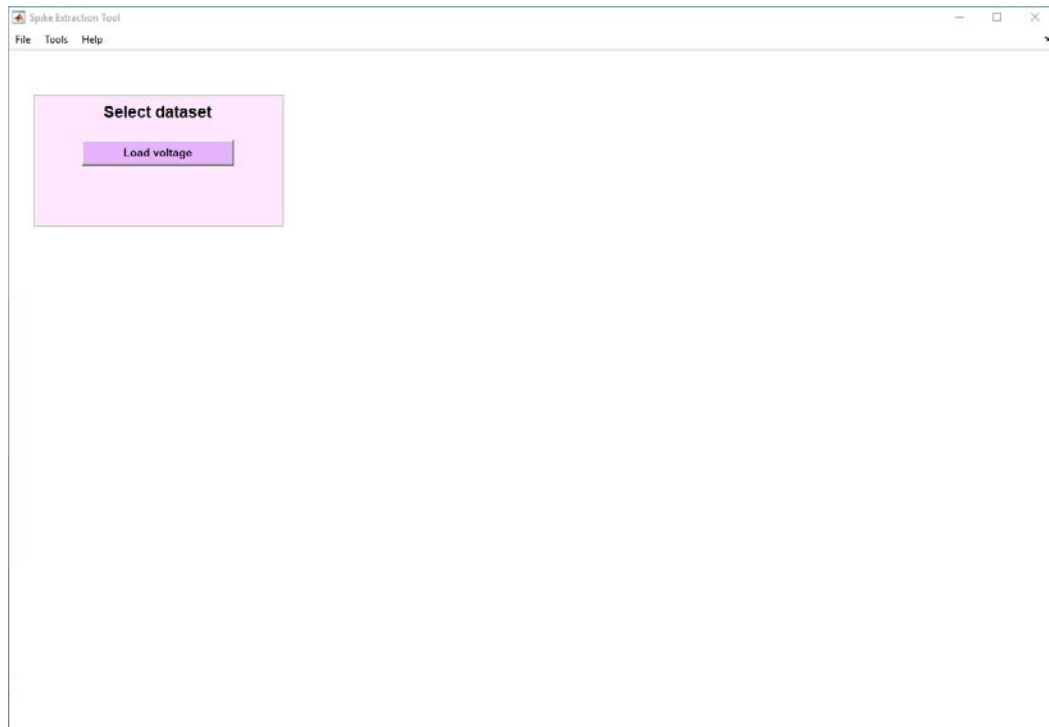 Spike Extraction Tool
File Tools Help
Select dataset
Load voltage